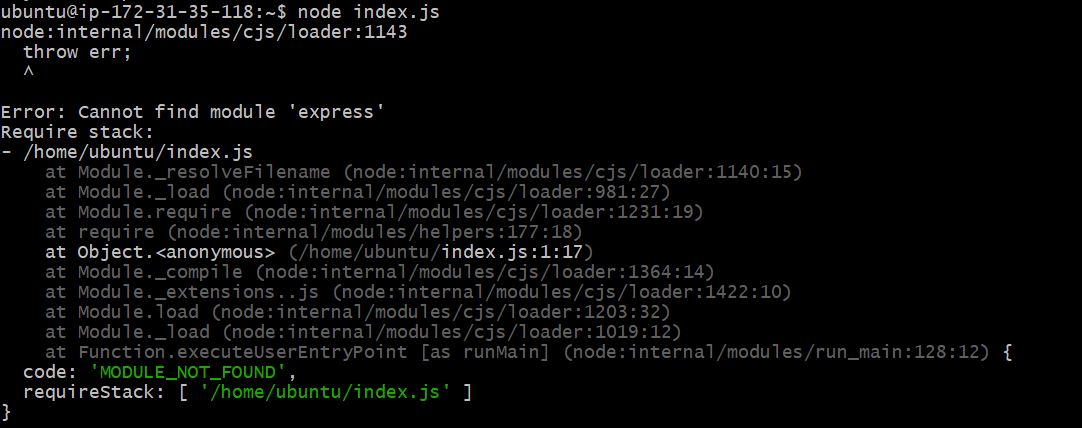 ubuntu@ip-172-31-35-118:~$ node index.js
node:internal/modules/cjs/loader:1143
  throw err;
  ^

Error: Cannot find module 'express'
Require stack:
- /home/ubuntu/index.js
    at Module._resolveFilename (node:internal/modules/cjs/loader:1140:15)
    at Module._load (node:internal/modules/cjs/loader:981:27)
    at Module.require (node:internal/modules/cjs/loader:1231:19)
    at require (node:internal/modules/helpers:177:18)
    at Object.<anonymous> (/home/ubuntu/index.js:1:17)
    at Module._compile (node:internal/modules/cjs/loader:1364:14)
    at Module._extensions..js (node:internal/modules/cjs/loader:1422:10)
    at Module.load (node:internal/modules/cjs/loader:1203:32)
    at Module._load (node:internal/modules/cjs/loader:1019:12)
    at Function.executeUserEntryPoint [as runMain] (node:internal/modules/run_main:128:12) {
  code: 'MODULE_NOT_FOUND',
  requireStack: [ '/home/ubuntu/index.js' ]
}